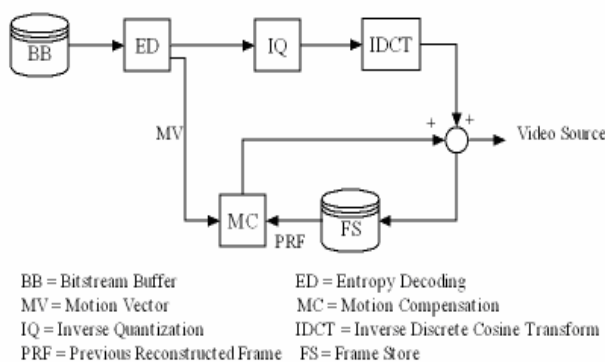 BB
ED
IQ
IDCT
MV
+
+
Video Source
MC
PRF
FS
BB = Bitstream Buffer
ED = Entropy Decoding
MV = Motion Vector
MC = Motion Compensation
IQ = Inverse Quantization
IDCT = Inverse Discrete Cosine Transform
PRF = Previous Reconstructed Frame
FS = Frame Store